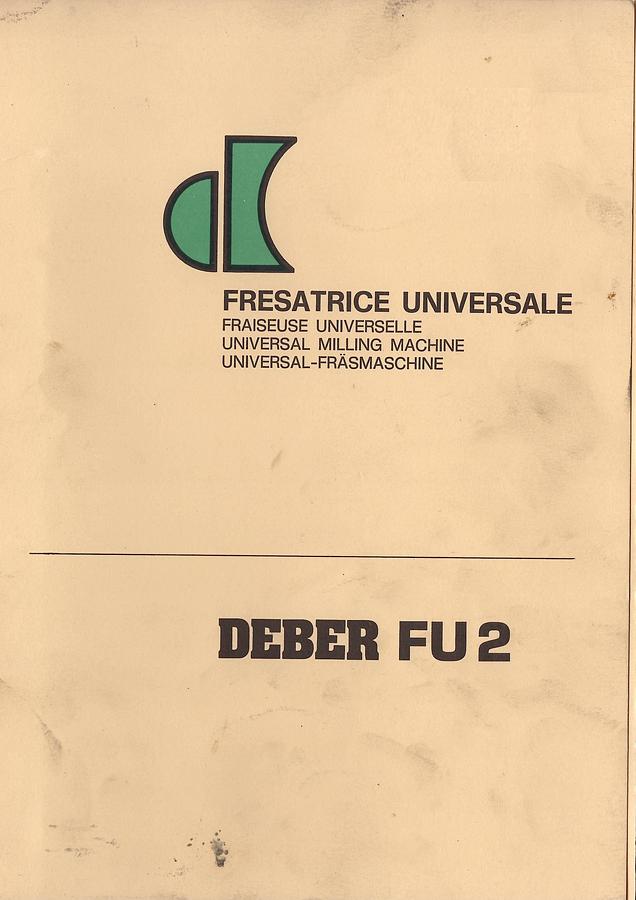 FRESATRICE UNIVERSALE
FRAISEUSE UNIVERSELLE
UNIVERSAL MILLING MACHINE
UNIVERSAL-FRÄSMASCHINE
DEBER FU 2